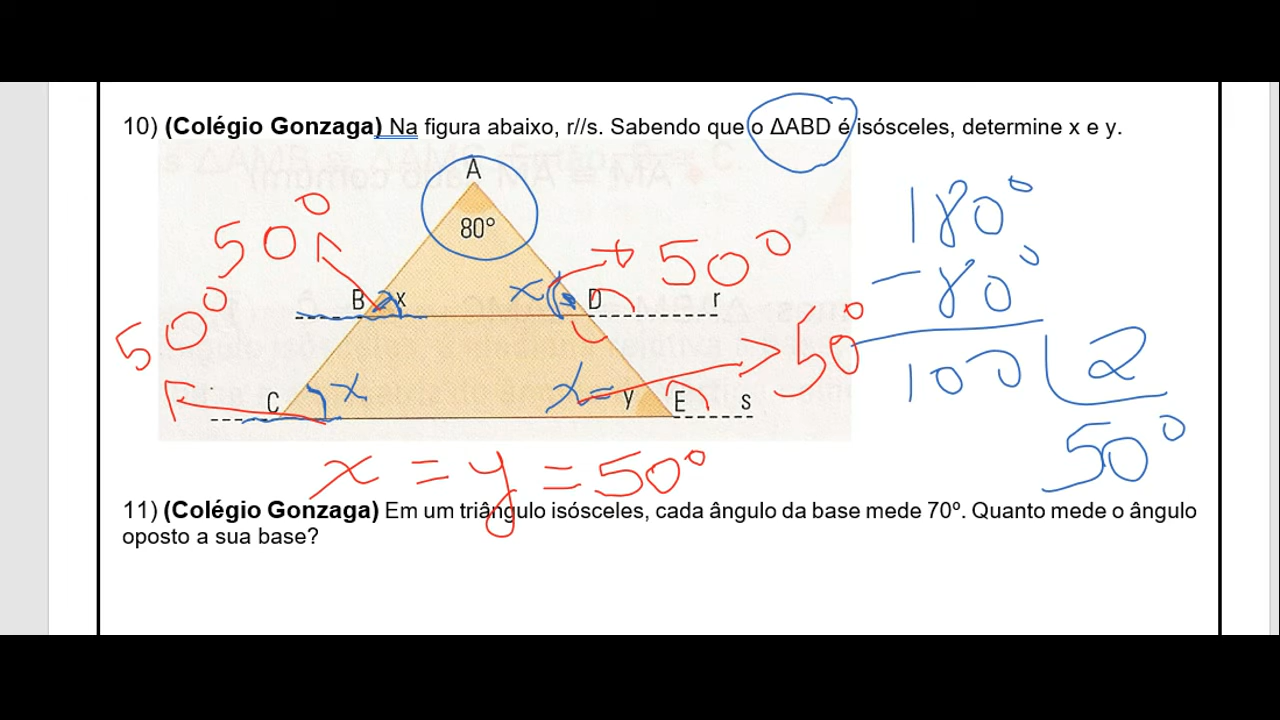 10) (Colégio Gonzaga) Na figura abaixo, r//s. Sabendo que o ΔABD é isósceles, determine x e y.
A
180°
50°
80°
-80°
50°
B x
x
D
r
50°
50°
100 2
C
x
x=
y
E
s
50°
x = y = 50°
11) (Colégio Gonzaga) Em um triângulo isósceles, cada ângulo da base mede 70º. Quanto mede o ângulo
oposto a sua base?